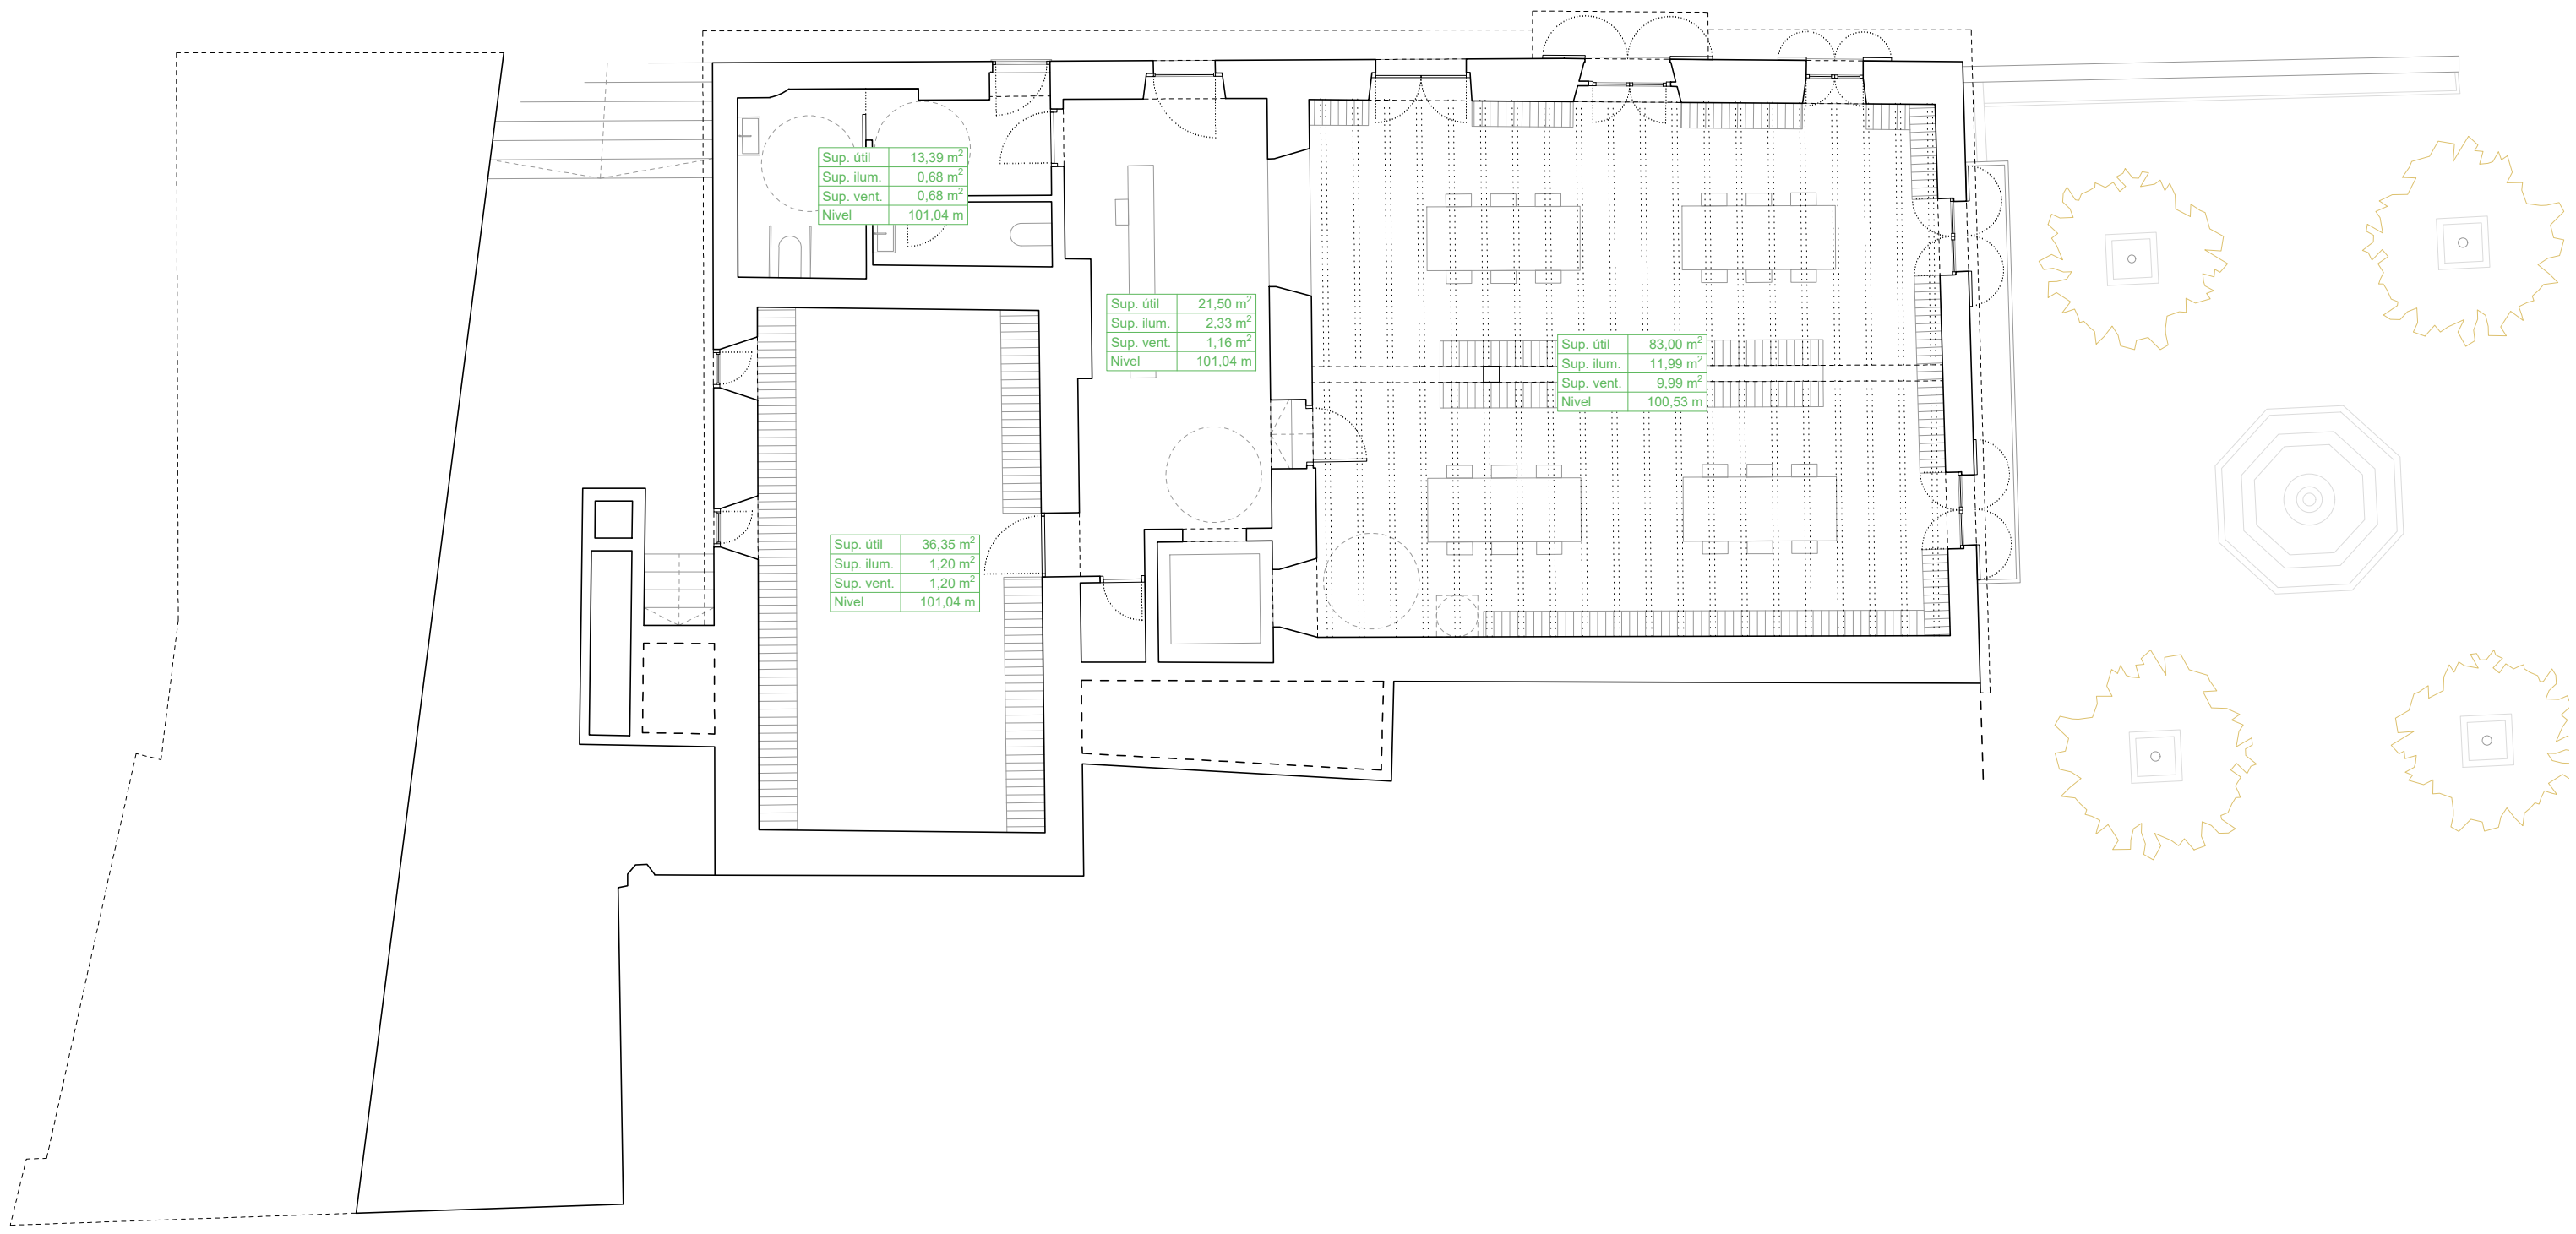 Sup. útil 13,39 m²
Sup. ilum. 0,68 m²
Sup. vent. 0,68 m²
Nivel 101,04 m
Sup. útil 21,50 m²
Sup. ilum. 2,33 m²
Sup. vent. 1,16 m²
Nivel 101,04 m
Sup. útil 83,00 m²
Sup. ilum. 11,99 m²
Sup. vent. 9,99 m²
Nivel 100,53 m
Sup. útil 36,35 m²
Sup. ilum. 1,20 m²
Sup. vent. 1,20 m²
Nivel 101,04 m